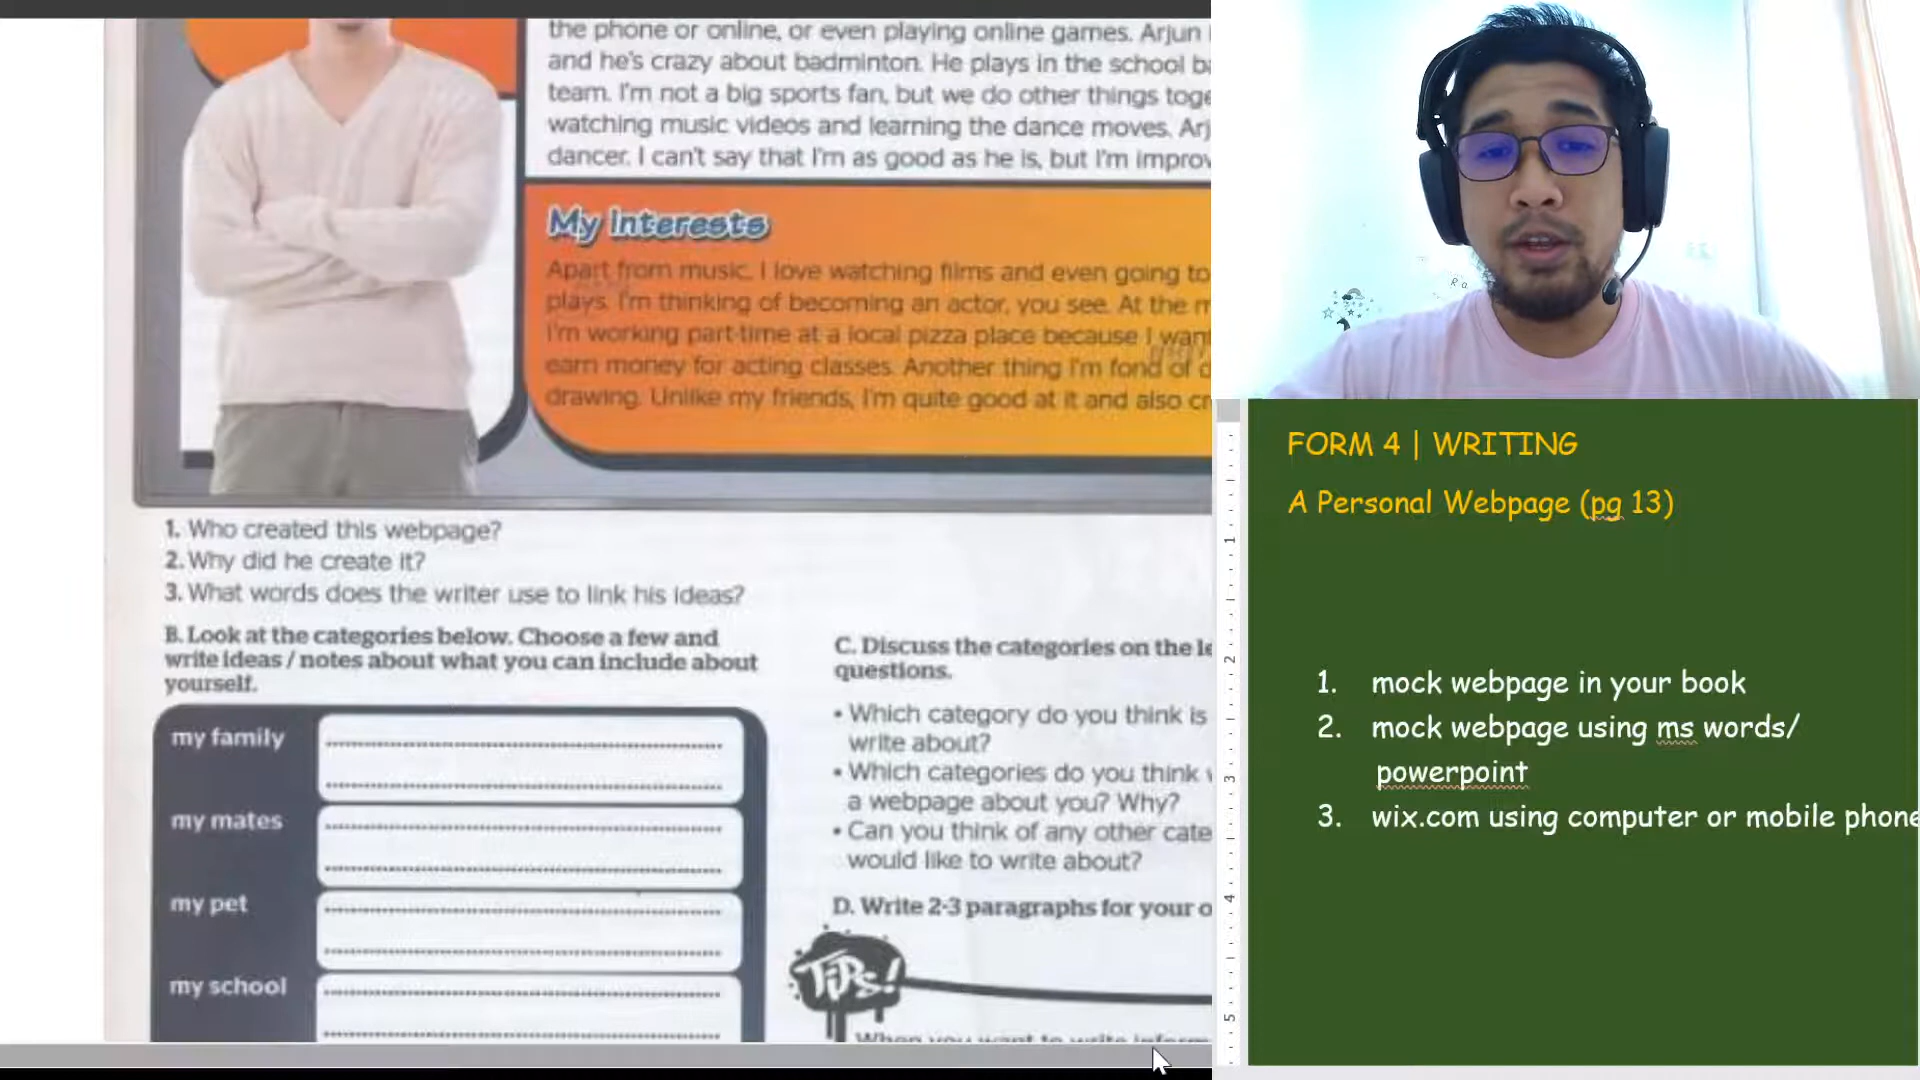 the phone or online, or even playing online games. Arjun
and he's crazy about badminton. He plays in the school
team. I'm not a big sports fan, but we do other things
watching music videos and learning the dance moves.
dancer. I can't say that I'm as good as he is, but I'm
My Interests
Apart from music, I love watching films and even going to
plays. I'm thinking of becoming an actor, you see. At the
I'm working part-time at a local pizza place because I
earn money for acting classes. Another thing I'm fond of
drawing. Unlike my friends, I'm quite good at it and also
1. Who created this webpage?
2. Why did he create it?
3. What words does the writer use to link his ideas?
B. Look at the categories below. Choose a few and
write ideas / notes about what you can include about
yourself.
my family
my mates
my pet
my school
C. Discuss the categories on the
questions.
• Which category do you think is
write about?
• Which categories do you think
a webpage about you? Why?
• Can you think of any other
would like to write about?
D. Write 2-3 paragraphs for your
TIPS!
When you want to write
FORM 4 | WRITING
A Personal Webpage (pg 13)
1. mock webpage in your book
2. mock webpage using ms words/
powerpoint
3. wix.com using computer or mobile phone